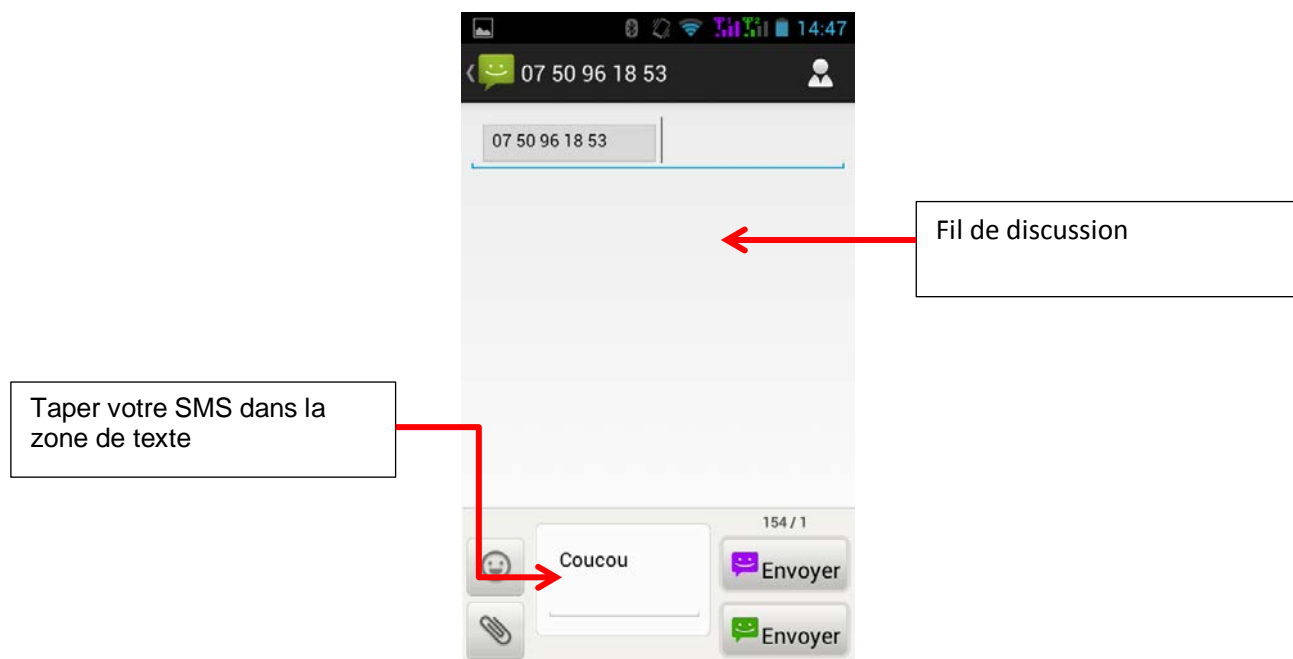 14:47
07 50 96 18 53
07 50 96 18 53
Fil de discussion
Taper votre SMS dans la
zone de texte
154 / 1
Coucou
Envoyer
Envoyer